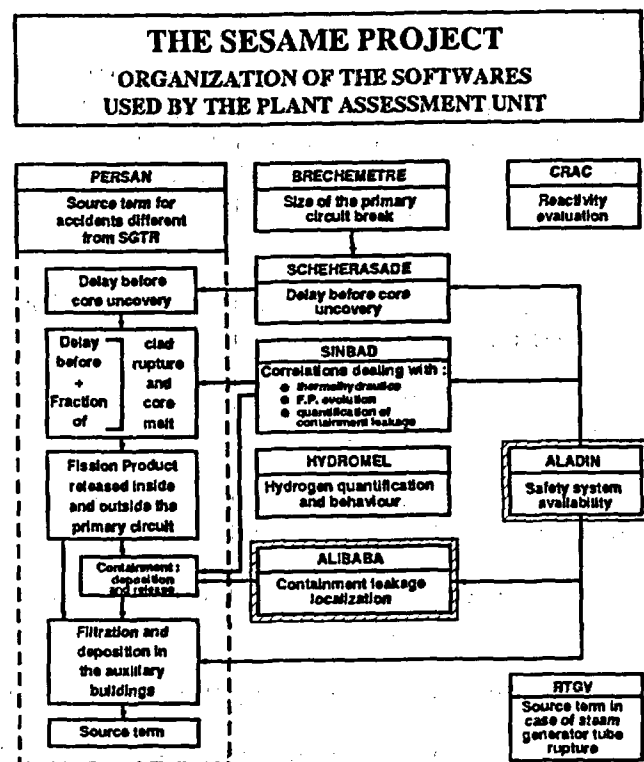 THE SESAME PROJECT
ORGANIZATION OF THE SOFTWARES
USED BY THE PLANT ASSESSMENT UNIT
PERSAN
Source term for
accidents different
from SGTR
Delay before
core uncovery
Delay
before
+
Fraction
of
clad
rupture
and
core
melt
Fission Product
released inside
and outside the
primary circuit
Containment :
deposition
and release
Filtration and
deposition in
the auxiliary
buildings
Source term
BRECHEMETRE
Size of the primary
circuit break
SCHEHERASADE
Delay before core
uncovery
SINBAD
Correlations dealing with :
thermalhydraulics
F.P. evolution
quantification of
containment leakage
HYDROMEL
Hydrogen quantification
and behaviour
ALIBABA
Containment leakage
localization
CRAC
Reactivity
evaluation
ALADIN
Safety system
availability
RTGV
Source term in
case of steam
generator tube
rupture